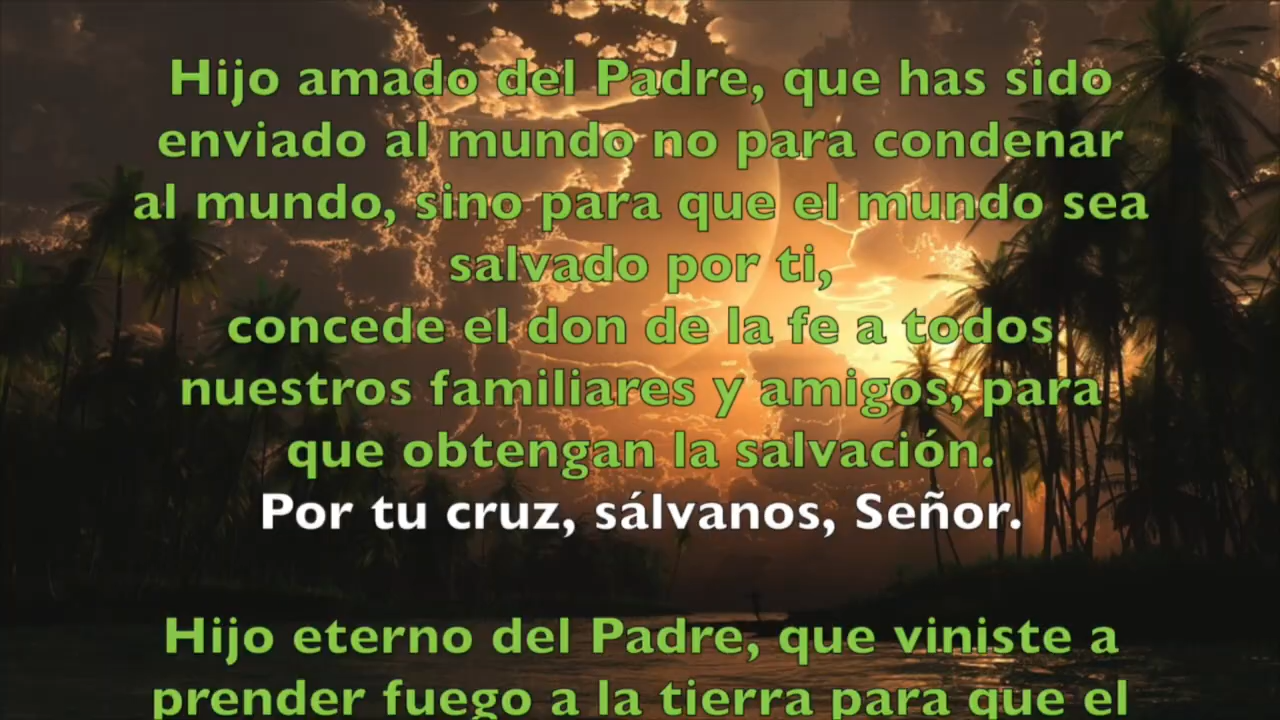 Hijo amado del Padre, que has sido
enviado al mundo no para condenar
al mundo, sino para que el mundo sea
salvado por ti,
concede el don de la fe a todos
nuestros familiares y amigos, para
que obtengan la salvación.
Por tu cruz, sálvanos, Señor.
Hijo eterno del Padre, que viniste a
prender fuego a la tierra para que el